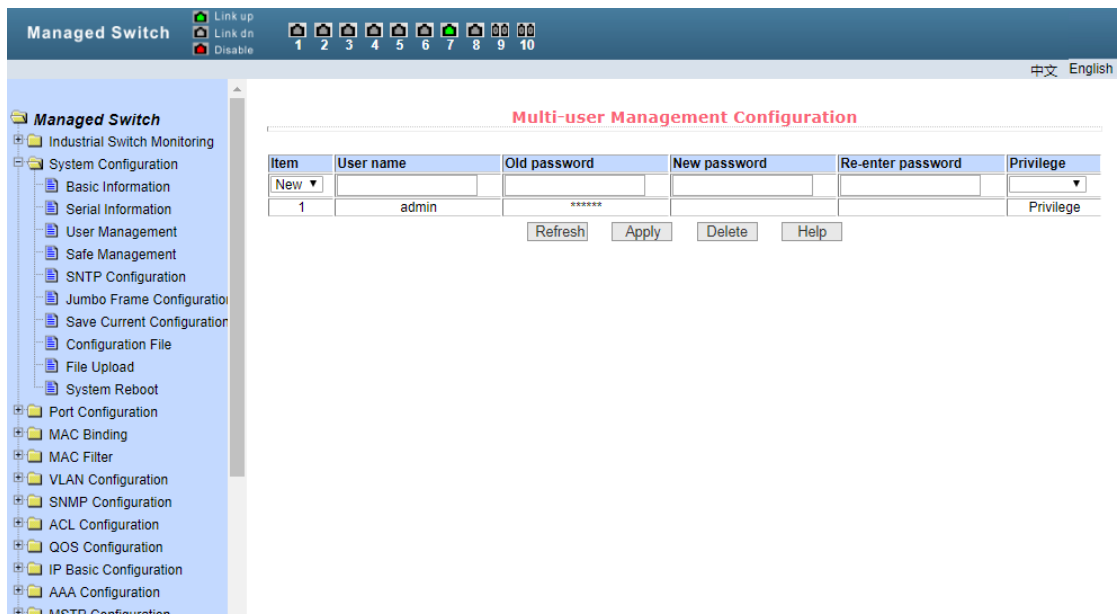 Managed Switch
Link up
Link dn
Disable
1 2 3 4 5 6 7 8 9 10
中文 English
Managed Switch
Industrial Switch Monitoring
System Configuration
Basic Information
Serial Information
User Management
Safe Management
SNTP Configuration
Jumbo Frame Configuration
Save Current Configuration
Configuration File
File Upload
System Reboot
Port Configuration
MAC Binding
MAC Filter
VLAN Configuration
SNMP Configuration
ACL Configuration
QOS Configuration
IP Basic Configuration
AAA Configuration
MSTP Configuration
Multi-user Management Configuration
Item User name Old password New password Re-enter password Privilege
New
1 admin ****** Privilege
Refresh Apply Delete Help